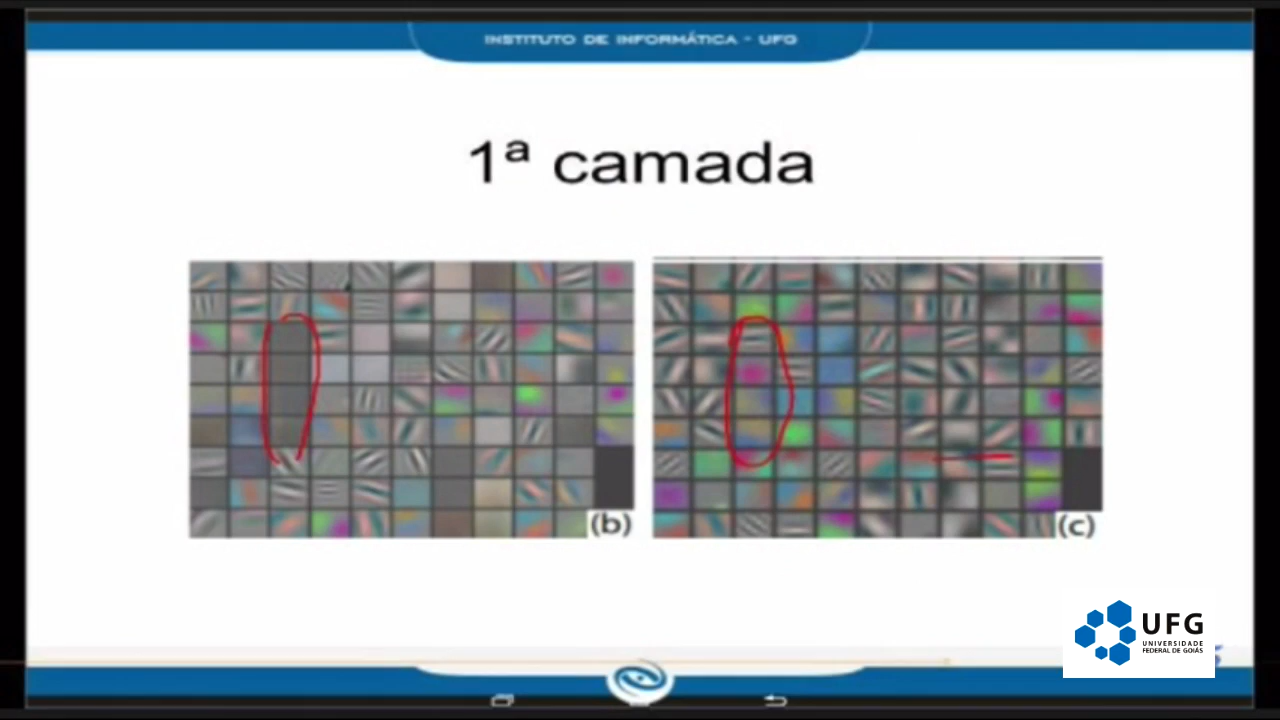 INSTITUTO DE INFORMÁTICA - UFG
1ª camada
(b)
(c)
UFG
UNIVERSIDADE
FEDERAL DE GOIÁS